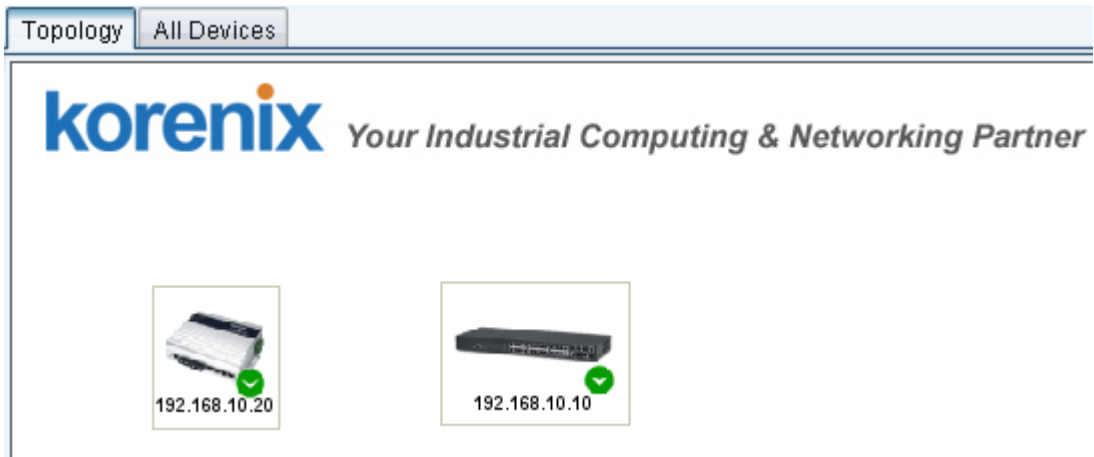 Topology All Devices
korenix Your Industrial Computing & Networking Partner
192.168.10.20 192.168.10.10